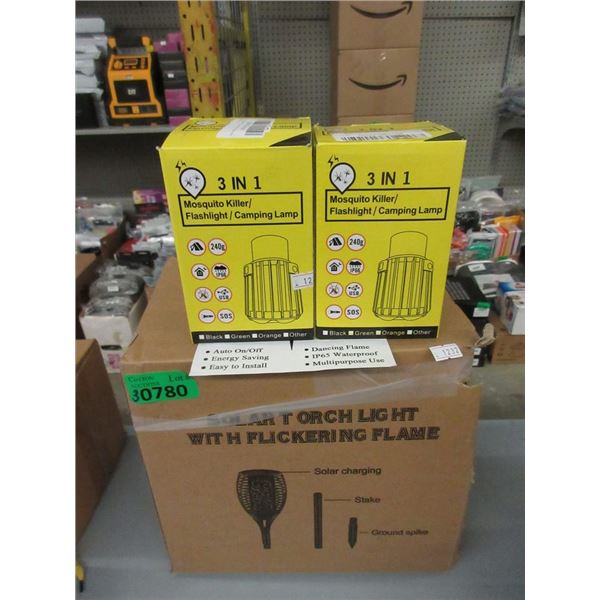 3 IN 1
Mosquito Killer/
Flashlight / Camping Lamp
240g
IP66
USB
SOS
12
Black Green Orange Other
3 IN 1
Mosquito Killer/
Flashlight / Camping Lamp
240g
IP66
USB
SOS
Black Green Orange Other
• Auto On/Off
• Energy Saving
• Easy to Install
• Dancing Flame
• IP65 Waterproof
• Multipurpose Use
LOT
30780
SOLAR TORCH LIGHT
WITH FLICKERING FLAME
Solar charging
Stake
Ground spike